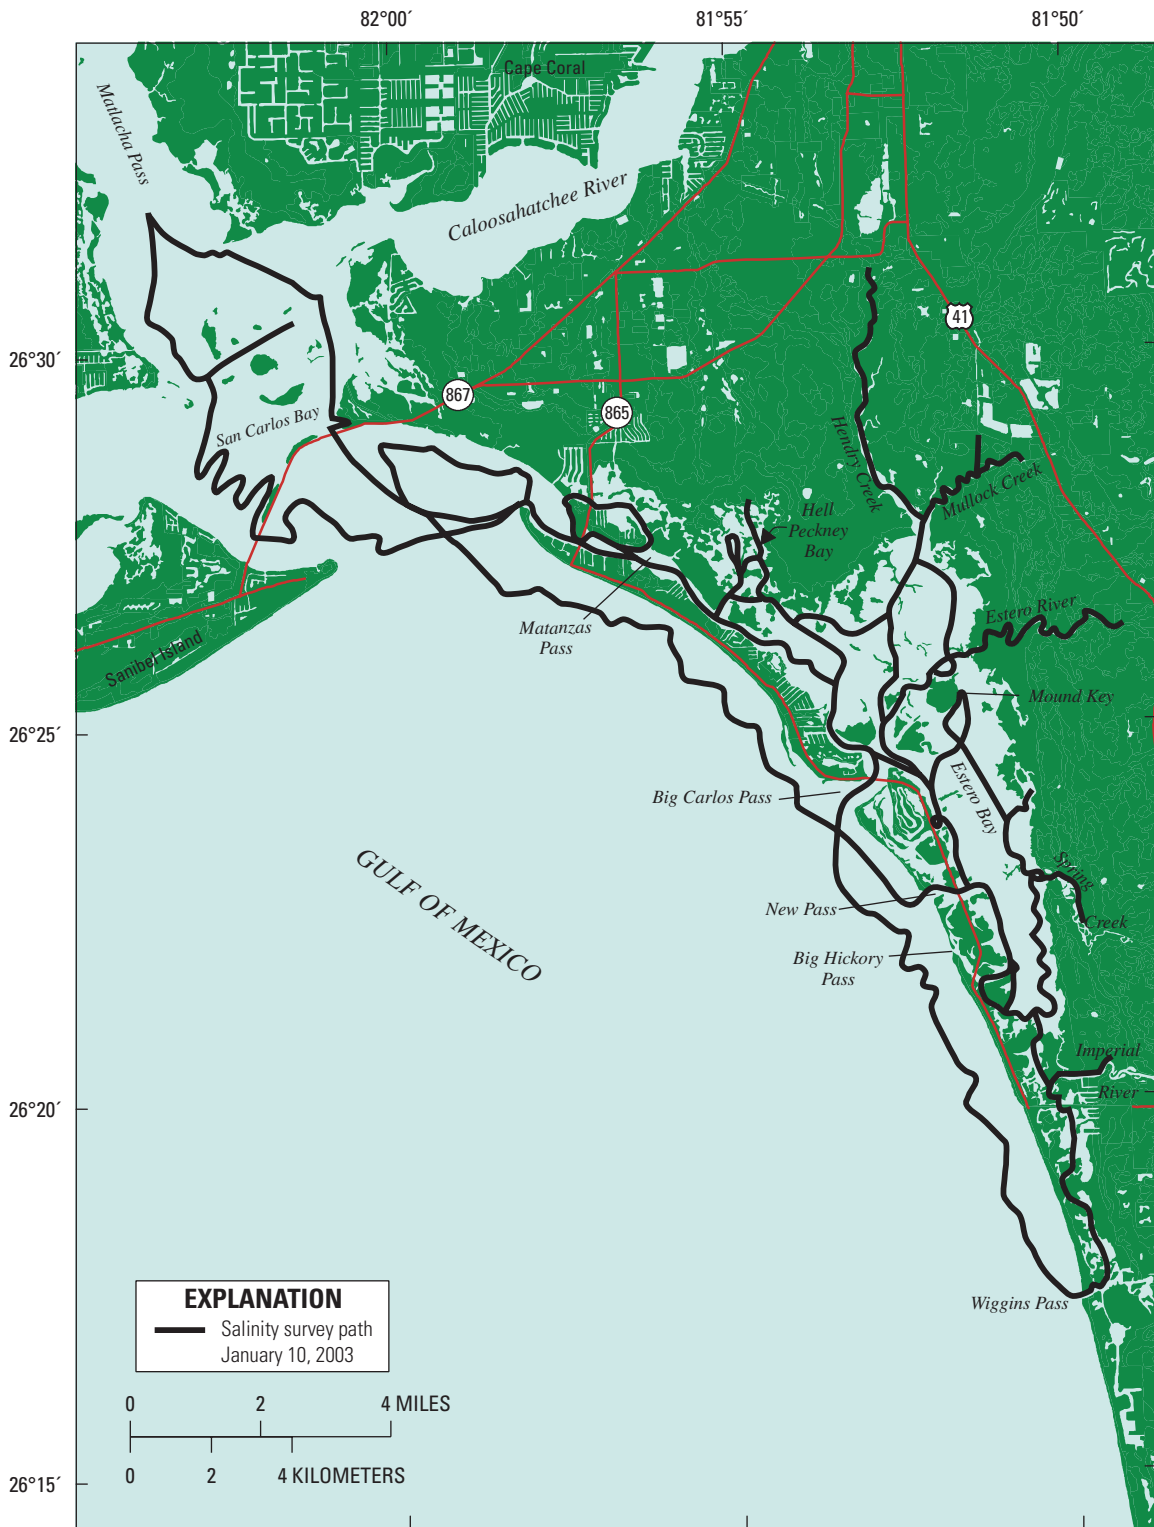 82°00´
81°55´
81°50´
Cape Coral
Matlacha Pass
Caloosahatchee River
41
26°30´
867
865
San Carlos Bay
Hendry Creek
Mullock Creek
Hell
Peckney
Bay
Estero River
Matanzas
Pass
Sanibel Island
Mound Key
26°25´
Estero Bay
Big Carlos Pass
GULF OF MEXICO
Spring
Creek
New Pass
Big Hickory
Pass
Imperial
River
26°20´
EXPLANATION
Salinity survey path
January 10, 2003
Wiggins Pass
0 2 4 MILES
0 2 4 KILOMETERS
26°15´